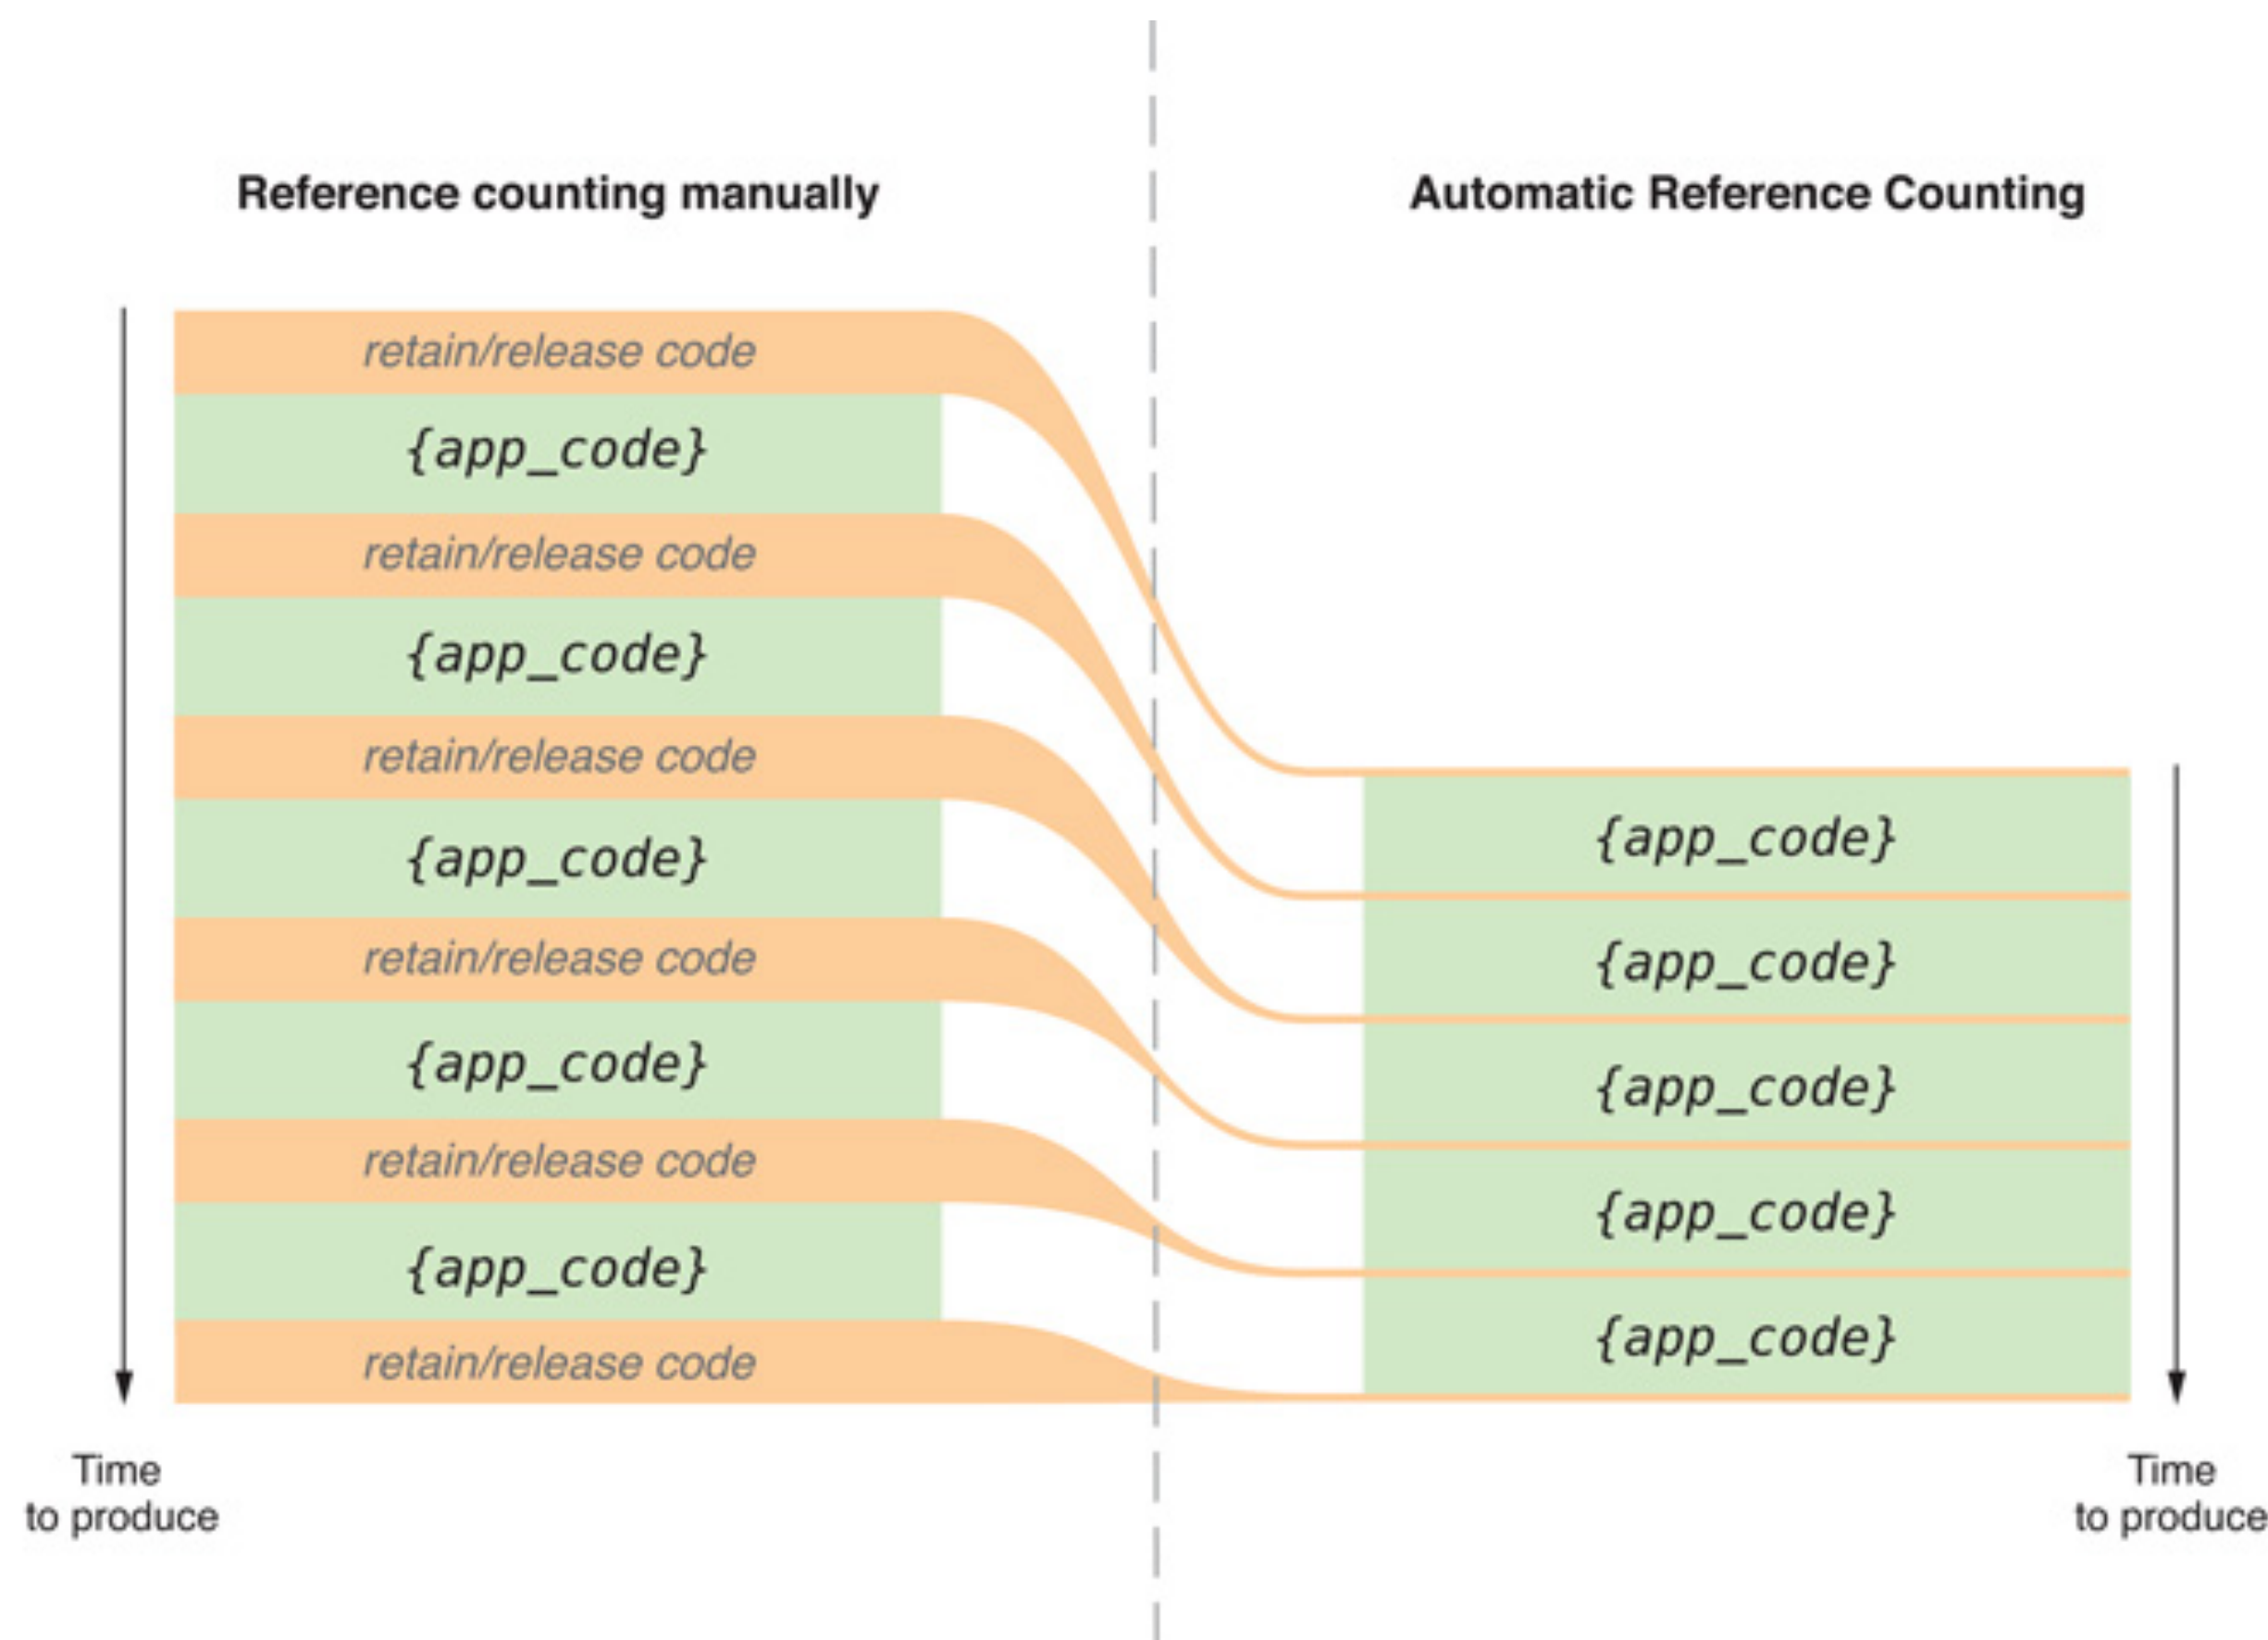 Reference counting manually
Automatic Reference Counting
retain/release code
{app_code}
retain/release code
{app_code}
retain/release code
{app_code}
retain/release code
{app_code}
retain/release code
{app_code}
retain/release code
{app_code}
{app_code}
{app_code}
{app_code}
{app_code}
Time
to produce
Time
to produce